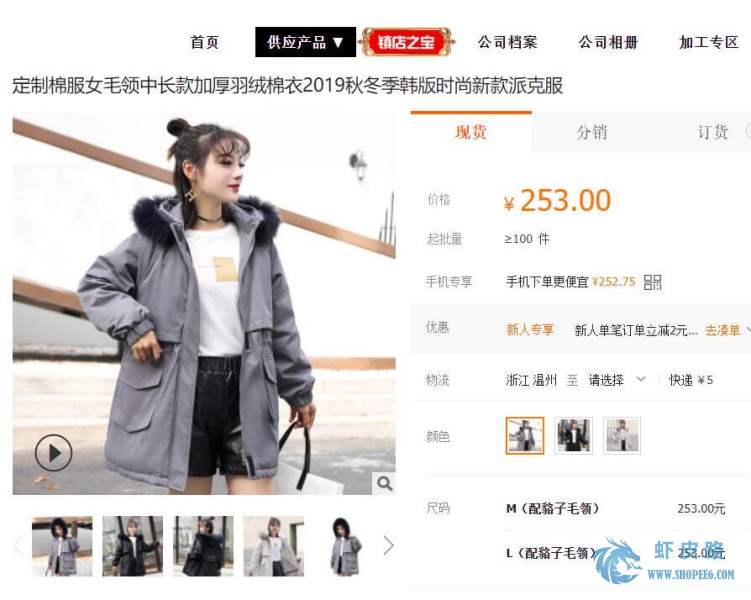 首页 供应产品▼ 镇店之宝 公司档案 公司相册 加工专区
定制棉服女毛领中长款加厚羽绒棉衣2019秋冬季韩版时尚新款派克服
现货 分销 订货
价格 ¥ 253.00
起批量 ≥100 件
手机专享 手机下单更便宜 ¥252.75
优惠 新人专享 新人单笔订单立减2元... 去凑单
物流 浙江 温州 至 请选择 快递 ¥5
颜色
尺码 M（配貉子毛领） 253.00元
L（配貉子毛领） 253.00元
虾皮路
WWW.SHOPEE6.COM